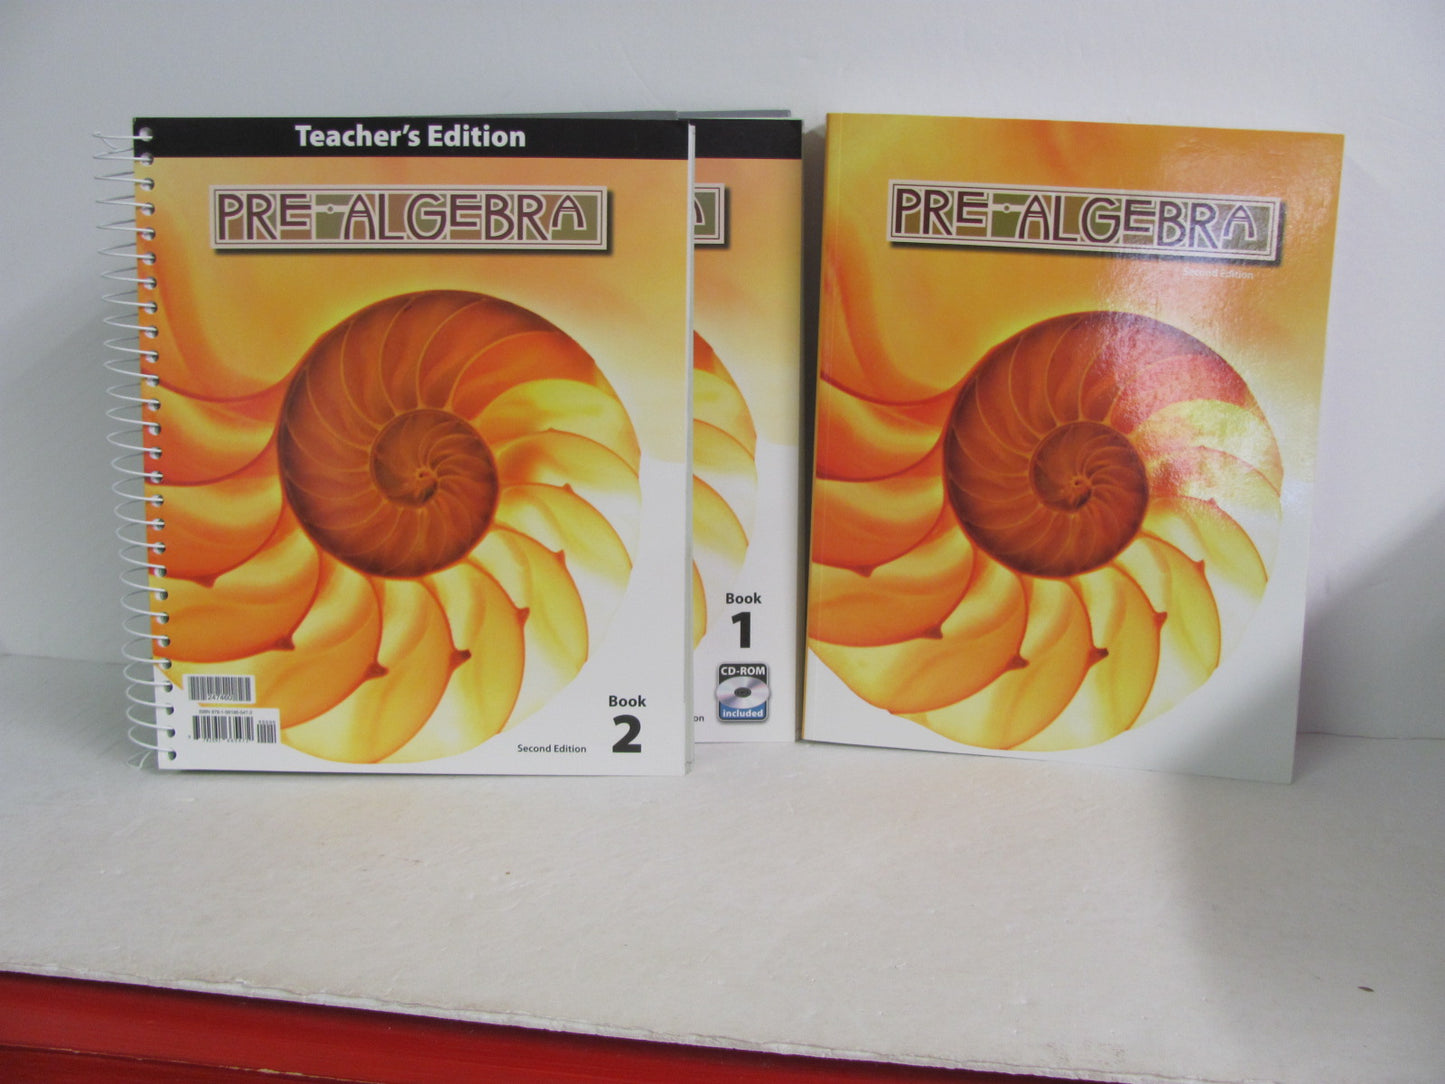 Teacher's Edition
PRE-ALGEBRA
Book
2
Second Edition
Book
1
CD-ROM
included
PRE-ALGEBRA
Second Edition